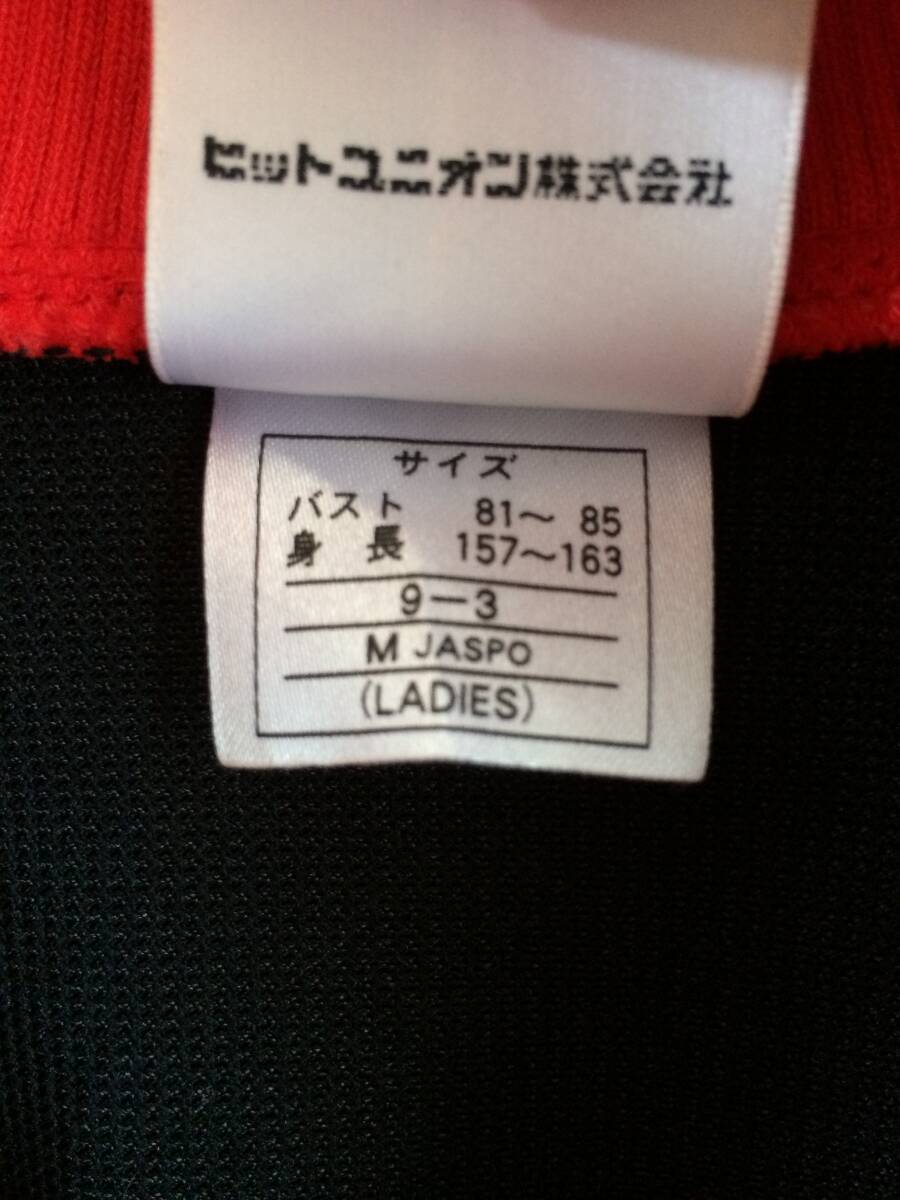 ヒットユニオン株式会社
サイズ
バスト 81〜 85
身 長 157〜163
9−3
M JASPO
(LADIES)